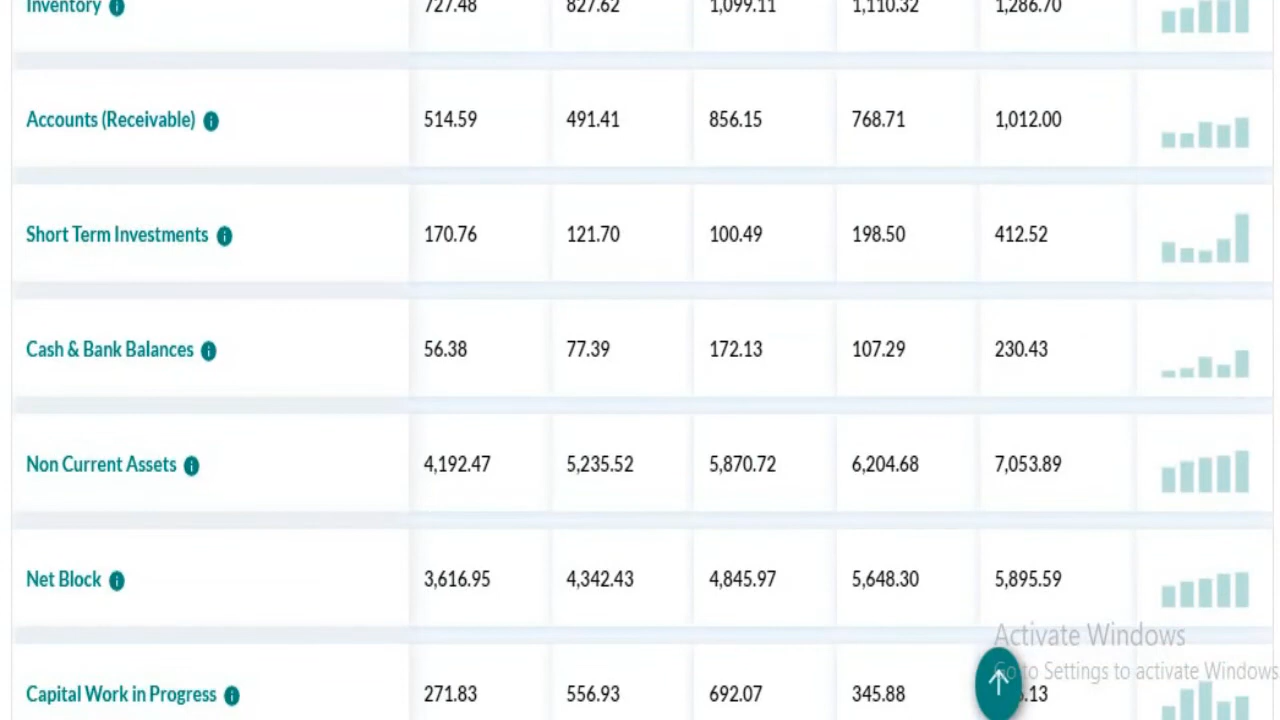 Inventory 727.48 827.62 1,099.11 1,110.32 1,286.70
Accounts (Receivable) 514.59 491.41 856.15 768.71 1,012.00
Short Term Investments 170.76 121.70 100.49 198.50 412.52
Cash & Bank Balances 56.38 77.39 172.13 107.29 230.43
Non Current Assets 4,192.47 5,235.52 5,870.72 6,204.68 7,053.89
Net Block 3,616.95 4,342.43 4,845.97 5,648.30 5,895.59
Activate Windows
Go to Settings to activate Windows
Capital Work in Progress 271.83 556.93 692.07 345.88